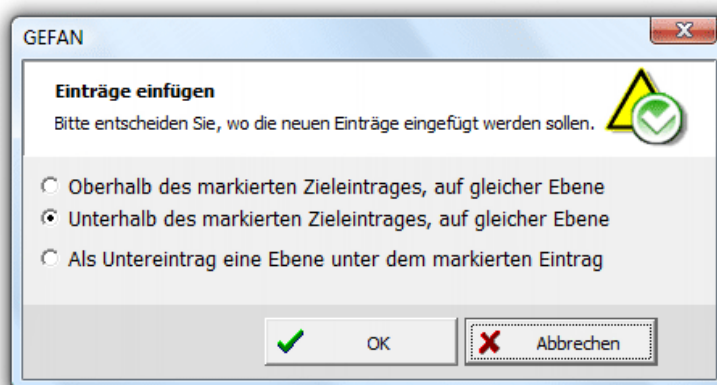 GEFAN
Einträge einfügen
Bitte entscheiden Sie, wo die neuen Einträge eingefügt werden sollen.
Oberhalb des markierten Zieleintrages, auf gleicher Ebene
Unterhalb des markierten Zieleintrages, auf gleicher Ebene
Als Untereintrag eine Ebene unter dem markierten Eintrag
OK
Abbrechen